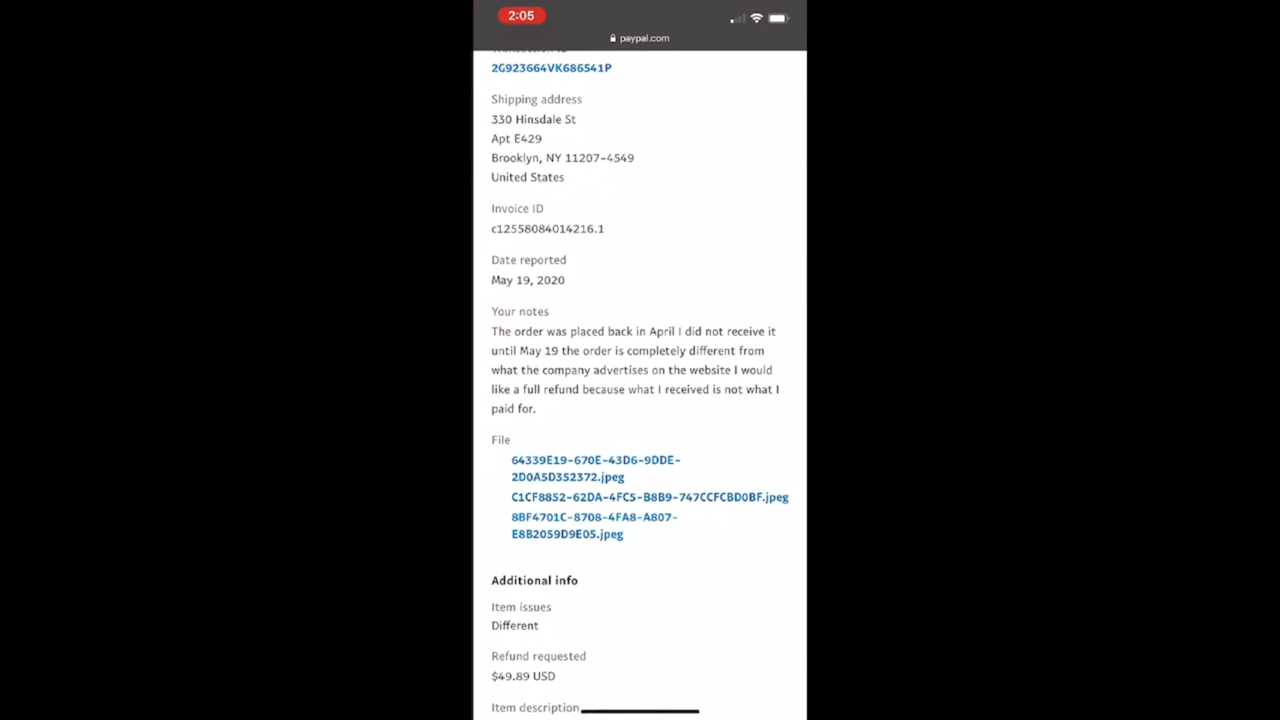 2:05
paypal.com
2G923664VK686541P
Shipping address
330 Hinsdale St
Apt E429
Brooklyn, NY 11207-4549
United States
Invoice ID
c12558084014216.1
Date reported
May 19, 2020
Your notes
The order was placed back in April I did not receive it
until May 19 the order is completely different from
what the company advertises on the website I would
like a full refund because what I received is not what I
paid for.
File
64339E19-670E-43D6-9DDE-
2D0A5D352372.jpeg
C1CF8852-62DA-4FC5-B8B9-747CCFCBD0BF.jpeg
8BF4701C-8708-4FA8-A807-
E8B2059D9E05.jpeg
Additional info
Item issues
Different
Refund requested
$49.89 USD
Item description